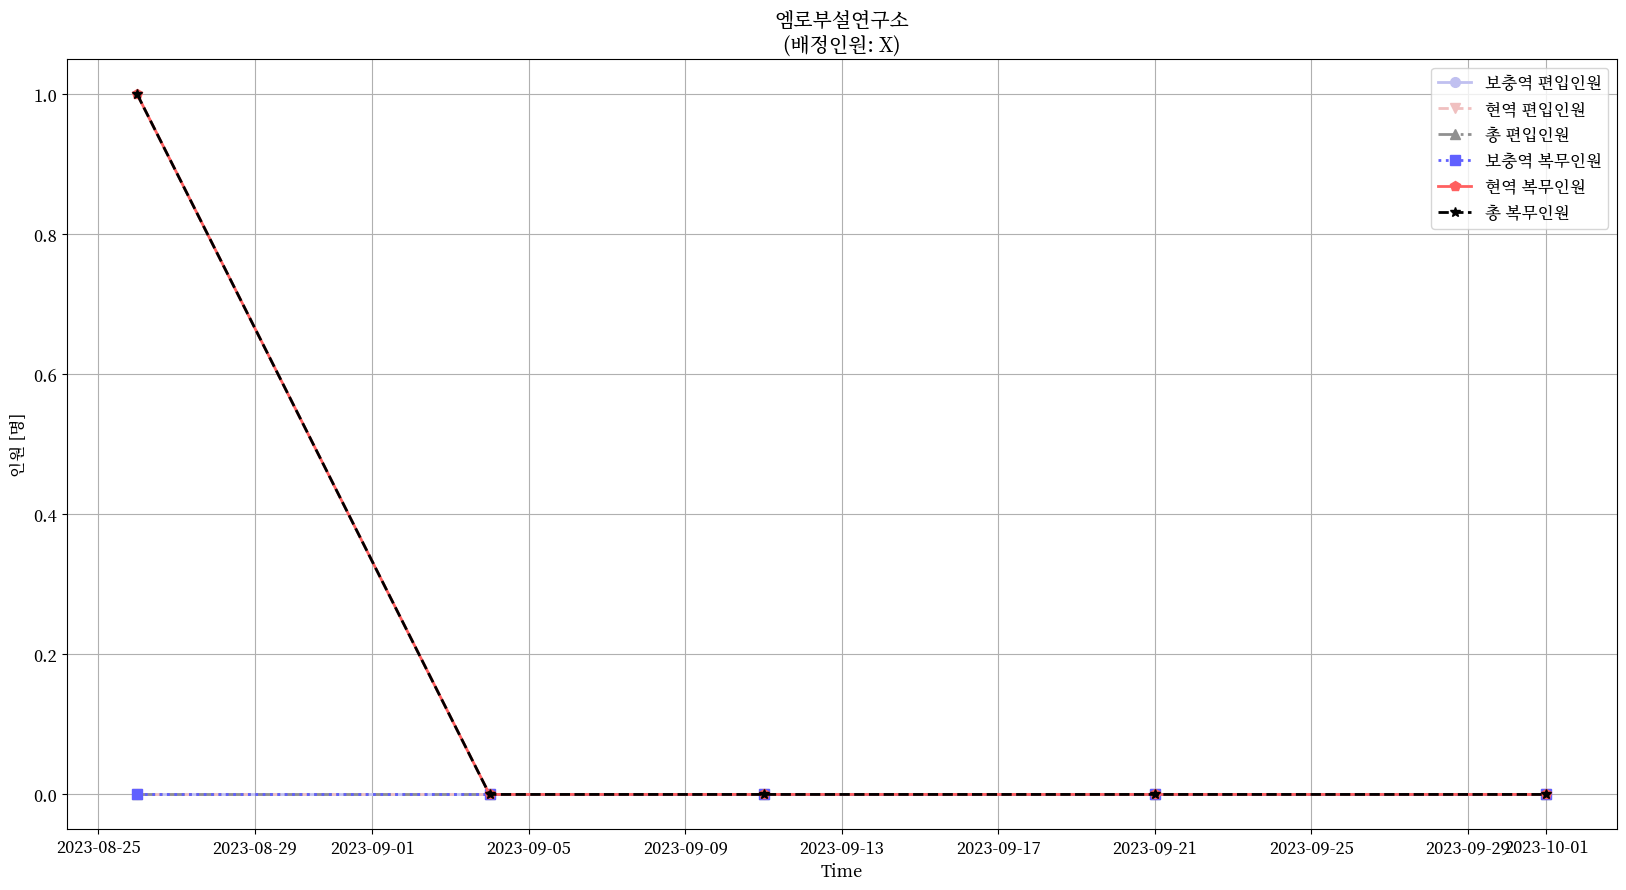 엠로부설연구소
(배정인원: X)
보충역 편입인원
현역 편입인원
총 편입인원
보충역 복무인원
현역 복무인원
총 복무인원
1.0
0.8
0.6
0.4
0.2
0.0
인원 [명]
2023-08-25
2023-08-29
2023-09-01
2023-09-05
2023-09-09
2023-09-13
2023-09-17
2023-09-21
2023-09-25
2023-09-29
2023-10-01
Time